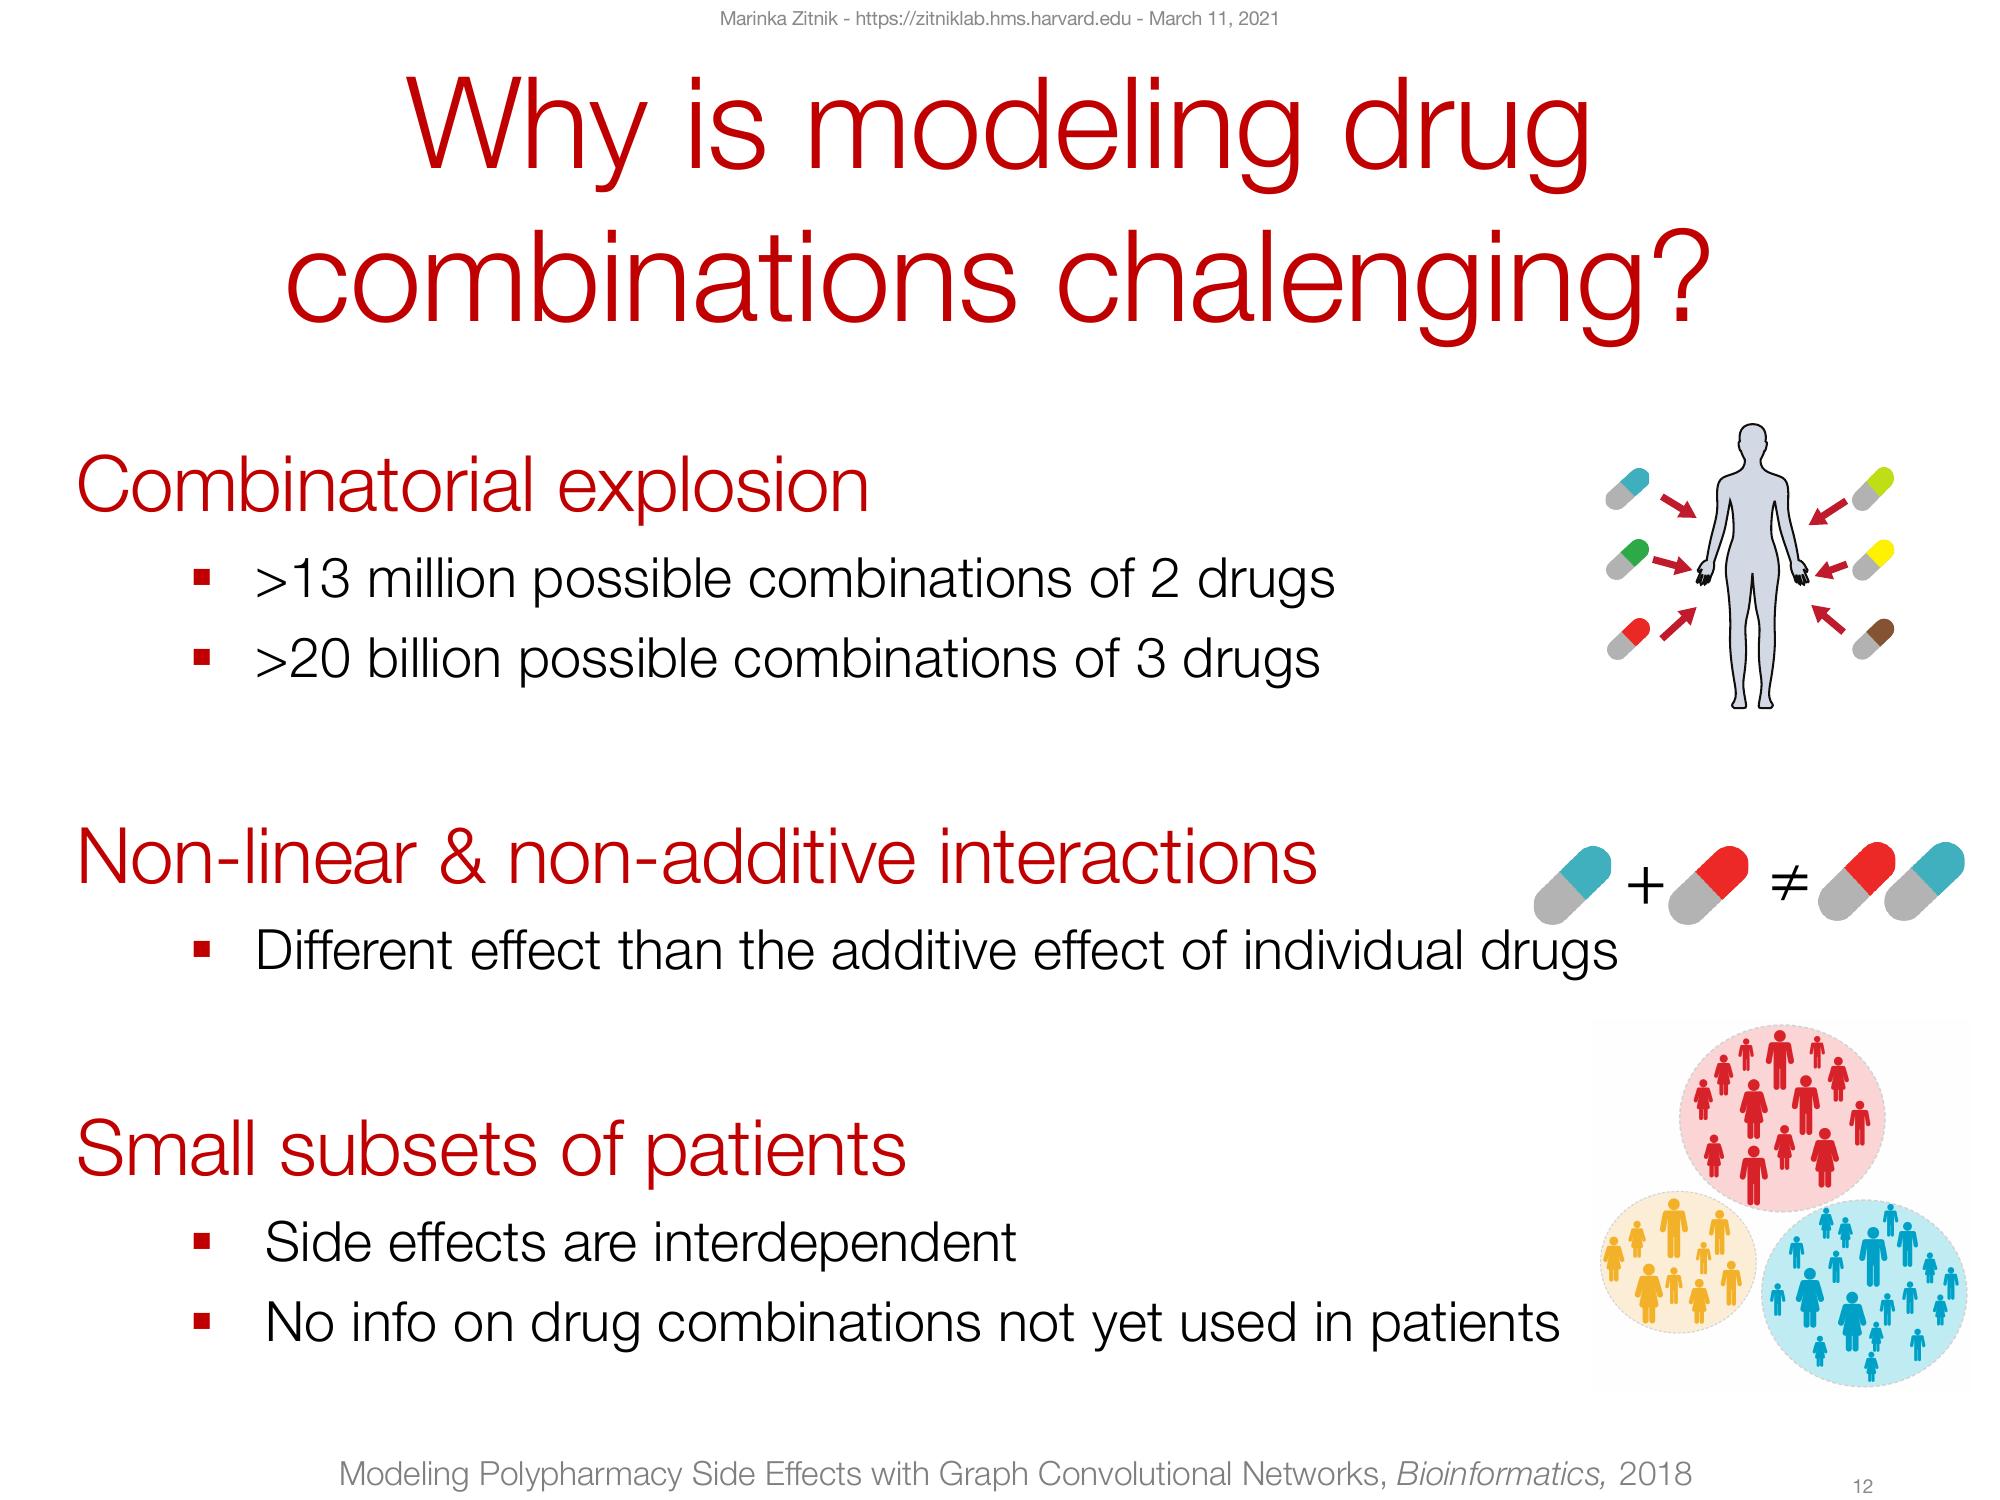 Marinka Zitnik - https://zitniklab.hms.harvard.edu - March 11, 2021
Why is modeling drug
combinations chalenging?
Combinatorial explosion
▪ >13 million possible combinations of 2 drugs
▪ >20 billion possible combinations of 3 drugs
Non-linear & non-additive interactions
+ ≠
▪ Different effect than the additive effect of individual drugs
Small subsets of patients
▪ Side effects are interdependent
▪ No info on drug combinations not yet used in patients
Modeling Polypharmacy Side Effects with Graph Convolutional Networks, Bioinformatics, 2018
12